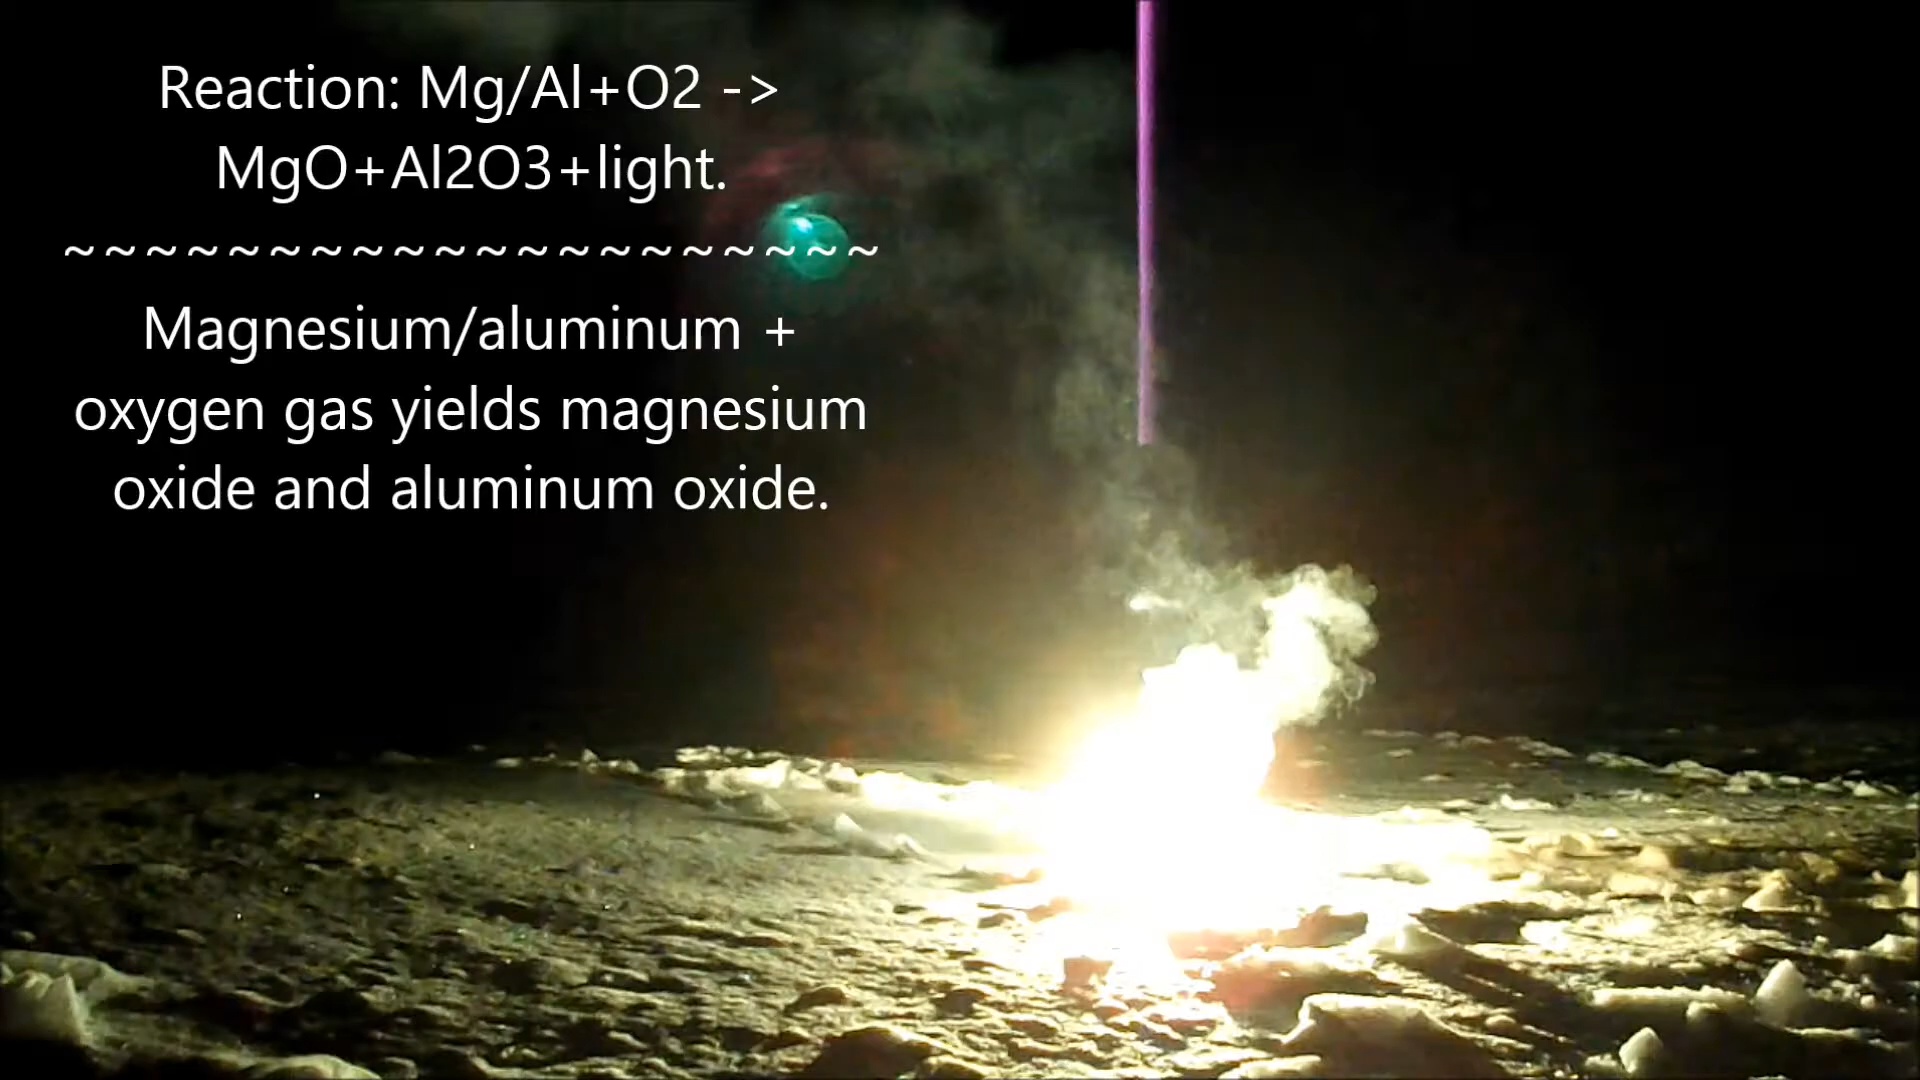 Reaction: Mg/Al+O2 ->
MgO+Al2O3+light.
~~~~~~~~~~~~~~~~~~~~
Magnesium/aluminum +
oxygen gas yields magnesium
oxide and aluminum oxide.